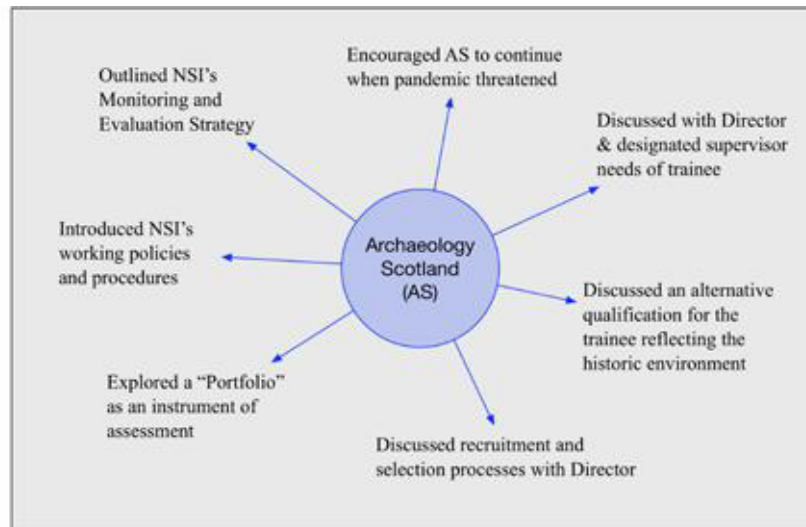 Encouraged AS to continue
when pandemic threatened
Outlined NSI's
Monitoring and
Evaluation Strategy
Discussed with Director
& designated supervisor
needs of trainee
Archaeology
Scotland
(AS)
Introduced NSI's
working policies
and procedures
Discussed an alternative
qualification for the
trainee reflecting the
historic environment
Explored a “Portfolio”
as an instrument of
assessment
Discussed recruitment and
selection processes with Director